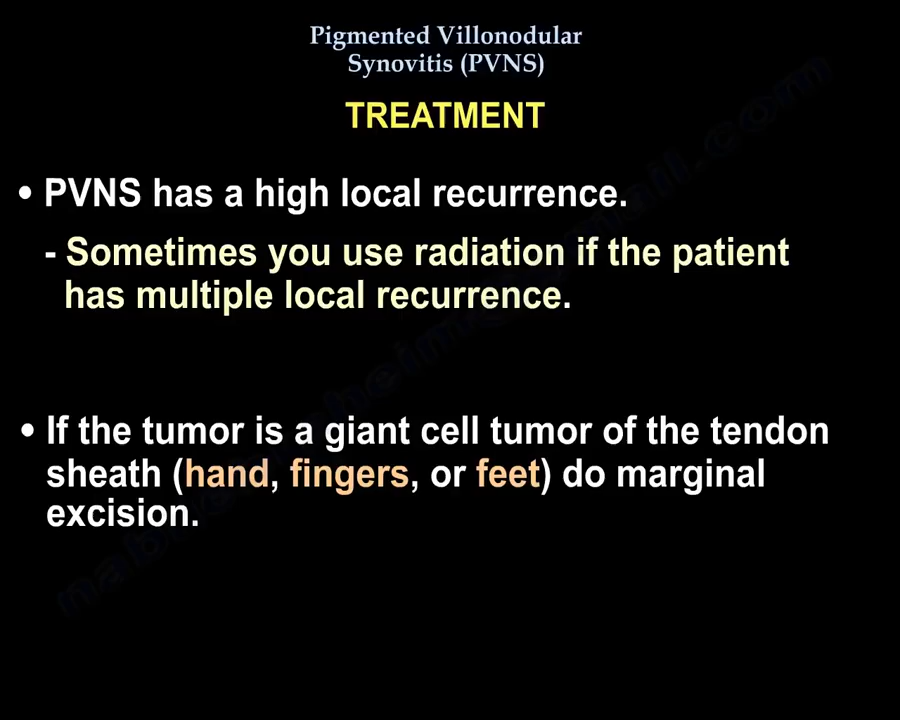 Pigmented Villonodular
Synovitis (PVNS)
TREATMENT
• PVNS has a high local recurrence.
- Sometimes you use radiation if the patient
has multiple local recurrence.
• If the tumor is a giant cell tumor of the tendon
sheath (hand, fingers, or feet) do marginal
excision.